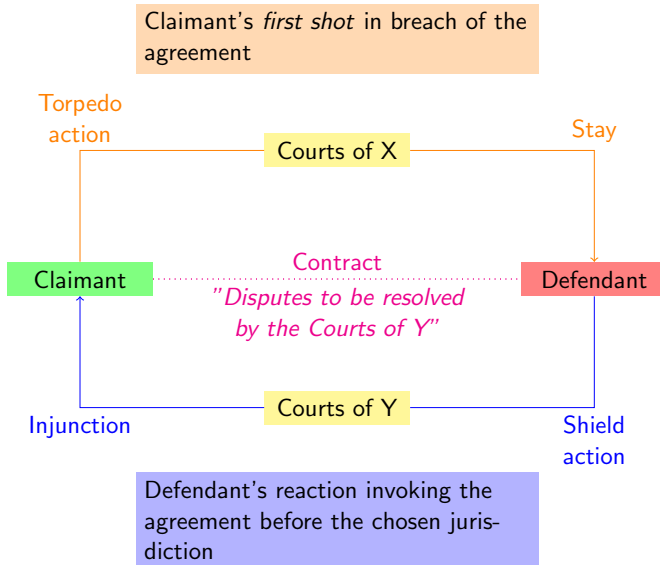 Claimant's first shot in breach of the
agreement
Torpedo
action
Stay
Courts of X
Contract
Claimant
Defendant
"Disputes to be resolved
by the Courts of Y"
Courts of Y
Injunction
Shield
action
Defendant's reaction invoking the
agreement before the chosen juris-
diction